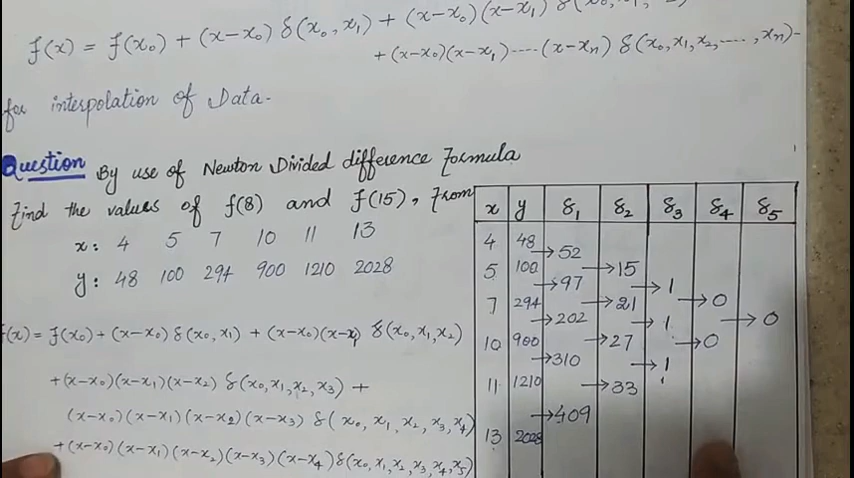 f(x) = f(x₀) + (x-x₀) δ(x₀, x₁) + (x-x₀)(x-x₁)
+ (x-x₀)(x-x₁)----(x-xₙ) δ(x₀,x₁,x₂,----, xₙ)-
for interpolation of Data-
Question By use of Newton Divided difference Formula
Find the values of f(8) and f(15), From
x: 4 5 7 10 11 13
y: 48 100 294 900 1210 2028
f(x) = f(x₀) + (x-x₀) δ(x₀, x₁) + (x-x₀)(x-x₁) δ(x₀,x₁,x₂)
+(x-x₀)(x-x₁)(x-x₂) δ(x₀,x₁,x₂,x₃) +
(x-x₀)(x-x₁)(x-x₂)(x-x₃) δ(x₀, x₁, x₂, x₃, x₄)
+(x-x₀)(x-x₁)(x-x₂)(x-x₃)(x-x₄)δ(x₀,x₁,x₂,x₃,x₄,x₅)
x y δ₁ δ₂ δ₃ δ₄ δ₅
4 48
→52
5 100 →15
→97 →1
7 294 →21 →0
→202 →1 →0
10 900 →27 →0
→310 →1
11 1210 →33
→409
13 2028